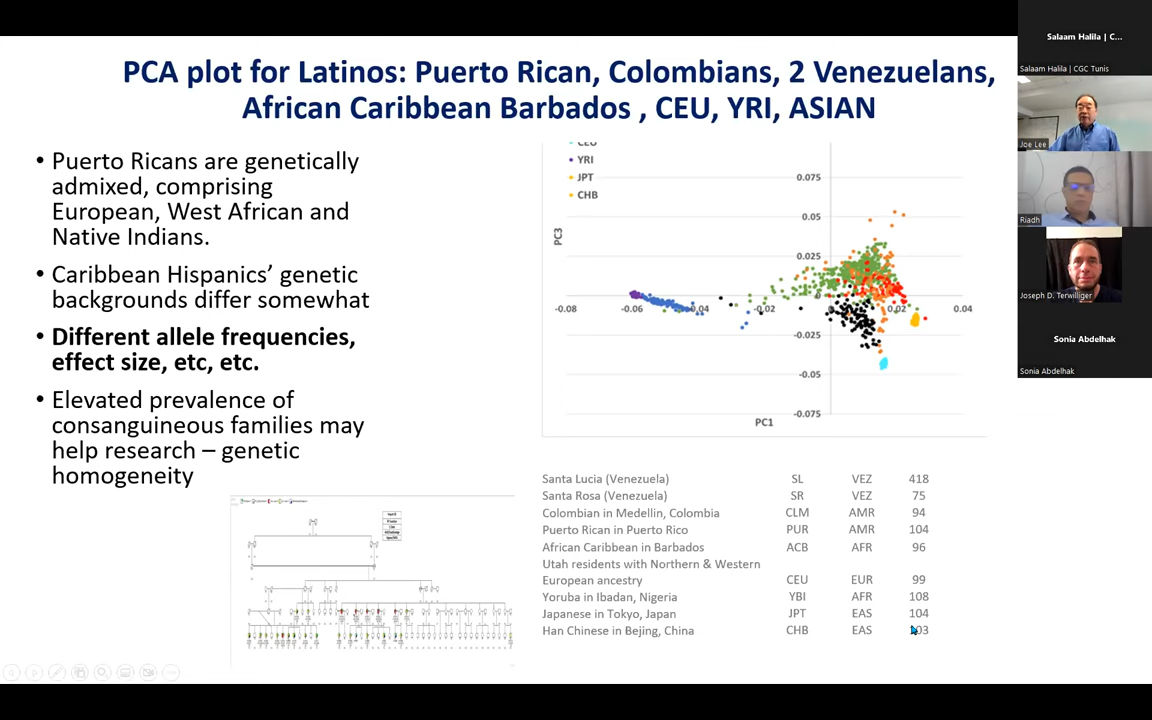 PCA plot for Latinos: Puerto Rican, Colombians, 2 Venezuelans,
African Caribbean Barbados , CEU, YRI, ASIAN
• Puerto Ricans are genetically
admixed, comprising
European, West African and
Native Indians.
• Caribbean Hispanics’ genetic
backgrounds differ somewhat
• Different allele frequencies,
effect size, etc, etc.
• Elevated prevalence of
consanguineous families may
help research – genetic
homogeneity
CEU
YRI
JPT
CHB
PC3
0.075
0.05
0.025
0
-0.08 -0.06 -0.04 -0.02 0.02 0.04
-0.025
-0.05
-0.075
PC1
Santa Lucia (Venezuela) SL VEZ 418
Santa Rosa (Venezuela) SR VEZ 75
Colombian in Medellin, Colombia CLM AMR 94
Puerto Rican in Puerto Rico PUR AMR 104
African Caribbean in Barbados ACB AFR 96
Utah residents with Northern & Western
European ancestry CEU EUR 99
Yoruba in Ibadan, Nigeria YBI AFR 108
Japanese in Tokyo, Japan JPT EAS 104
Han Chinese in Bejing, China CHB EAS 103
Salaam Halila | C...
Salaam Halila | CGC Tunis
Joe Lee
Riadh
Joseph D. Terwilliger
Sonia Abdelhak
Sonia Abdelhak